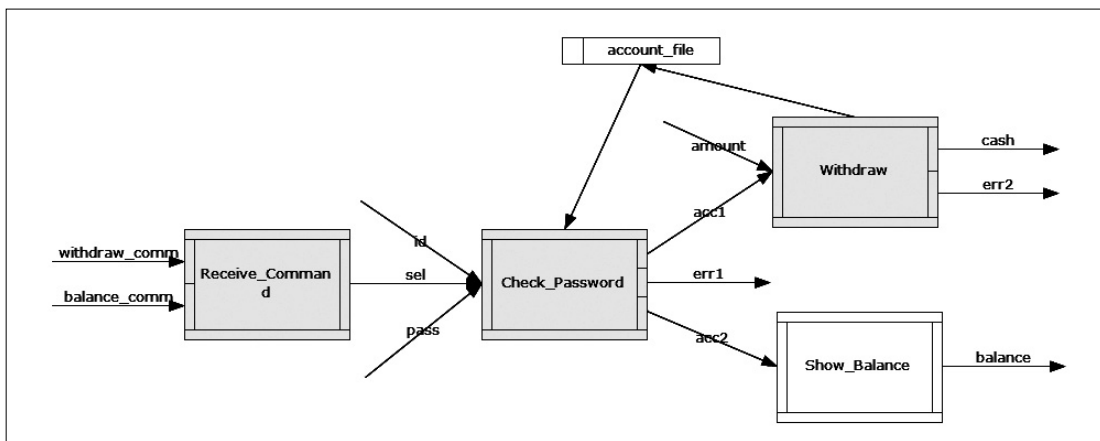 account_file
amount
Withdraw
cash
err2
acc1
withdraw_comm
balance_comm
Receive_Comman
d
id
sel
pass
Check_Password
err1
acc2
Show_Balance
balance